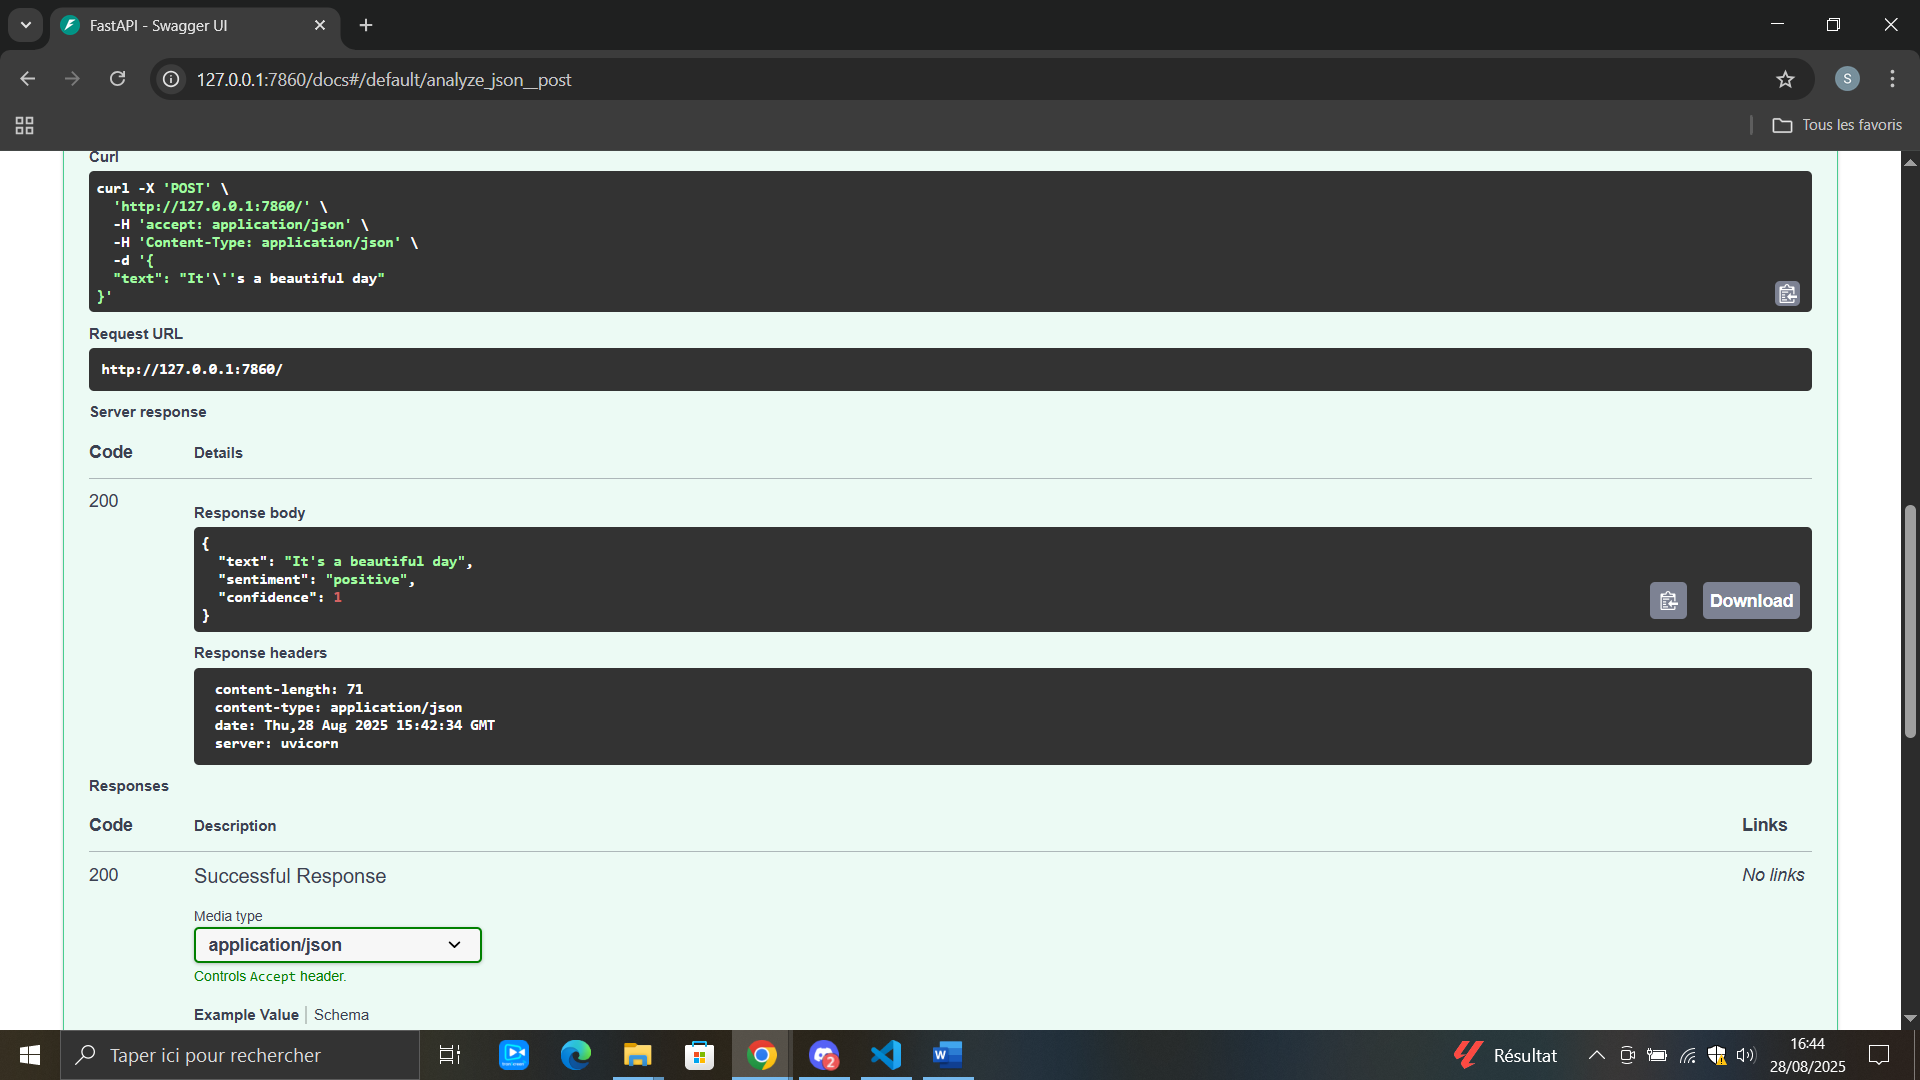 FastAPI - Swagger UI
127.0.0.1:7860/docs#/default/analyze_json__post
S
Tous les favoris
Curl
curl -X 'POST' \
'http://127.0.0.1:7860/' \
-H 'accept: application/json' \
-H 'Content-Type: application/json' \
-d '{
"text": "It'\''s a beautiful day"
}'
Request URL
http://127.0.0.1:7860/
Server response
Code Details
200
Response body
{
"text": "It's a beautiful day",
"sentiment": "positive",
"confidence": 1
}
Download
Response headers
content-length: 71
content-type: application/json
date: Thu,28 Aug 2025 15:42:34 GMT
server: uvicorn
Responses
Code Description Links
200 Successful Response No links
Media type
application/json
Controls Accept header.
Example Value Schema
Taper ici pour rechercher
2
W
Résultat
16:44
28/08/2025